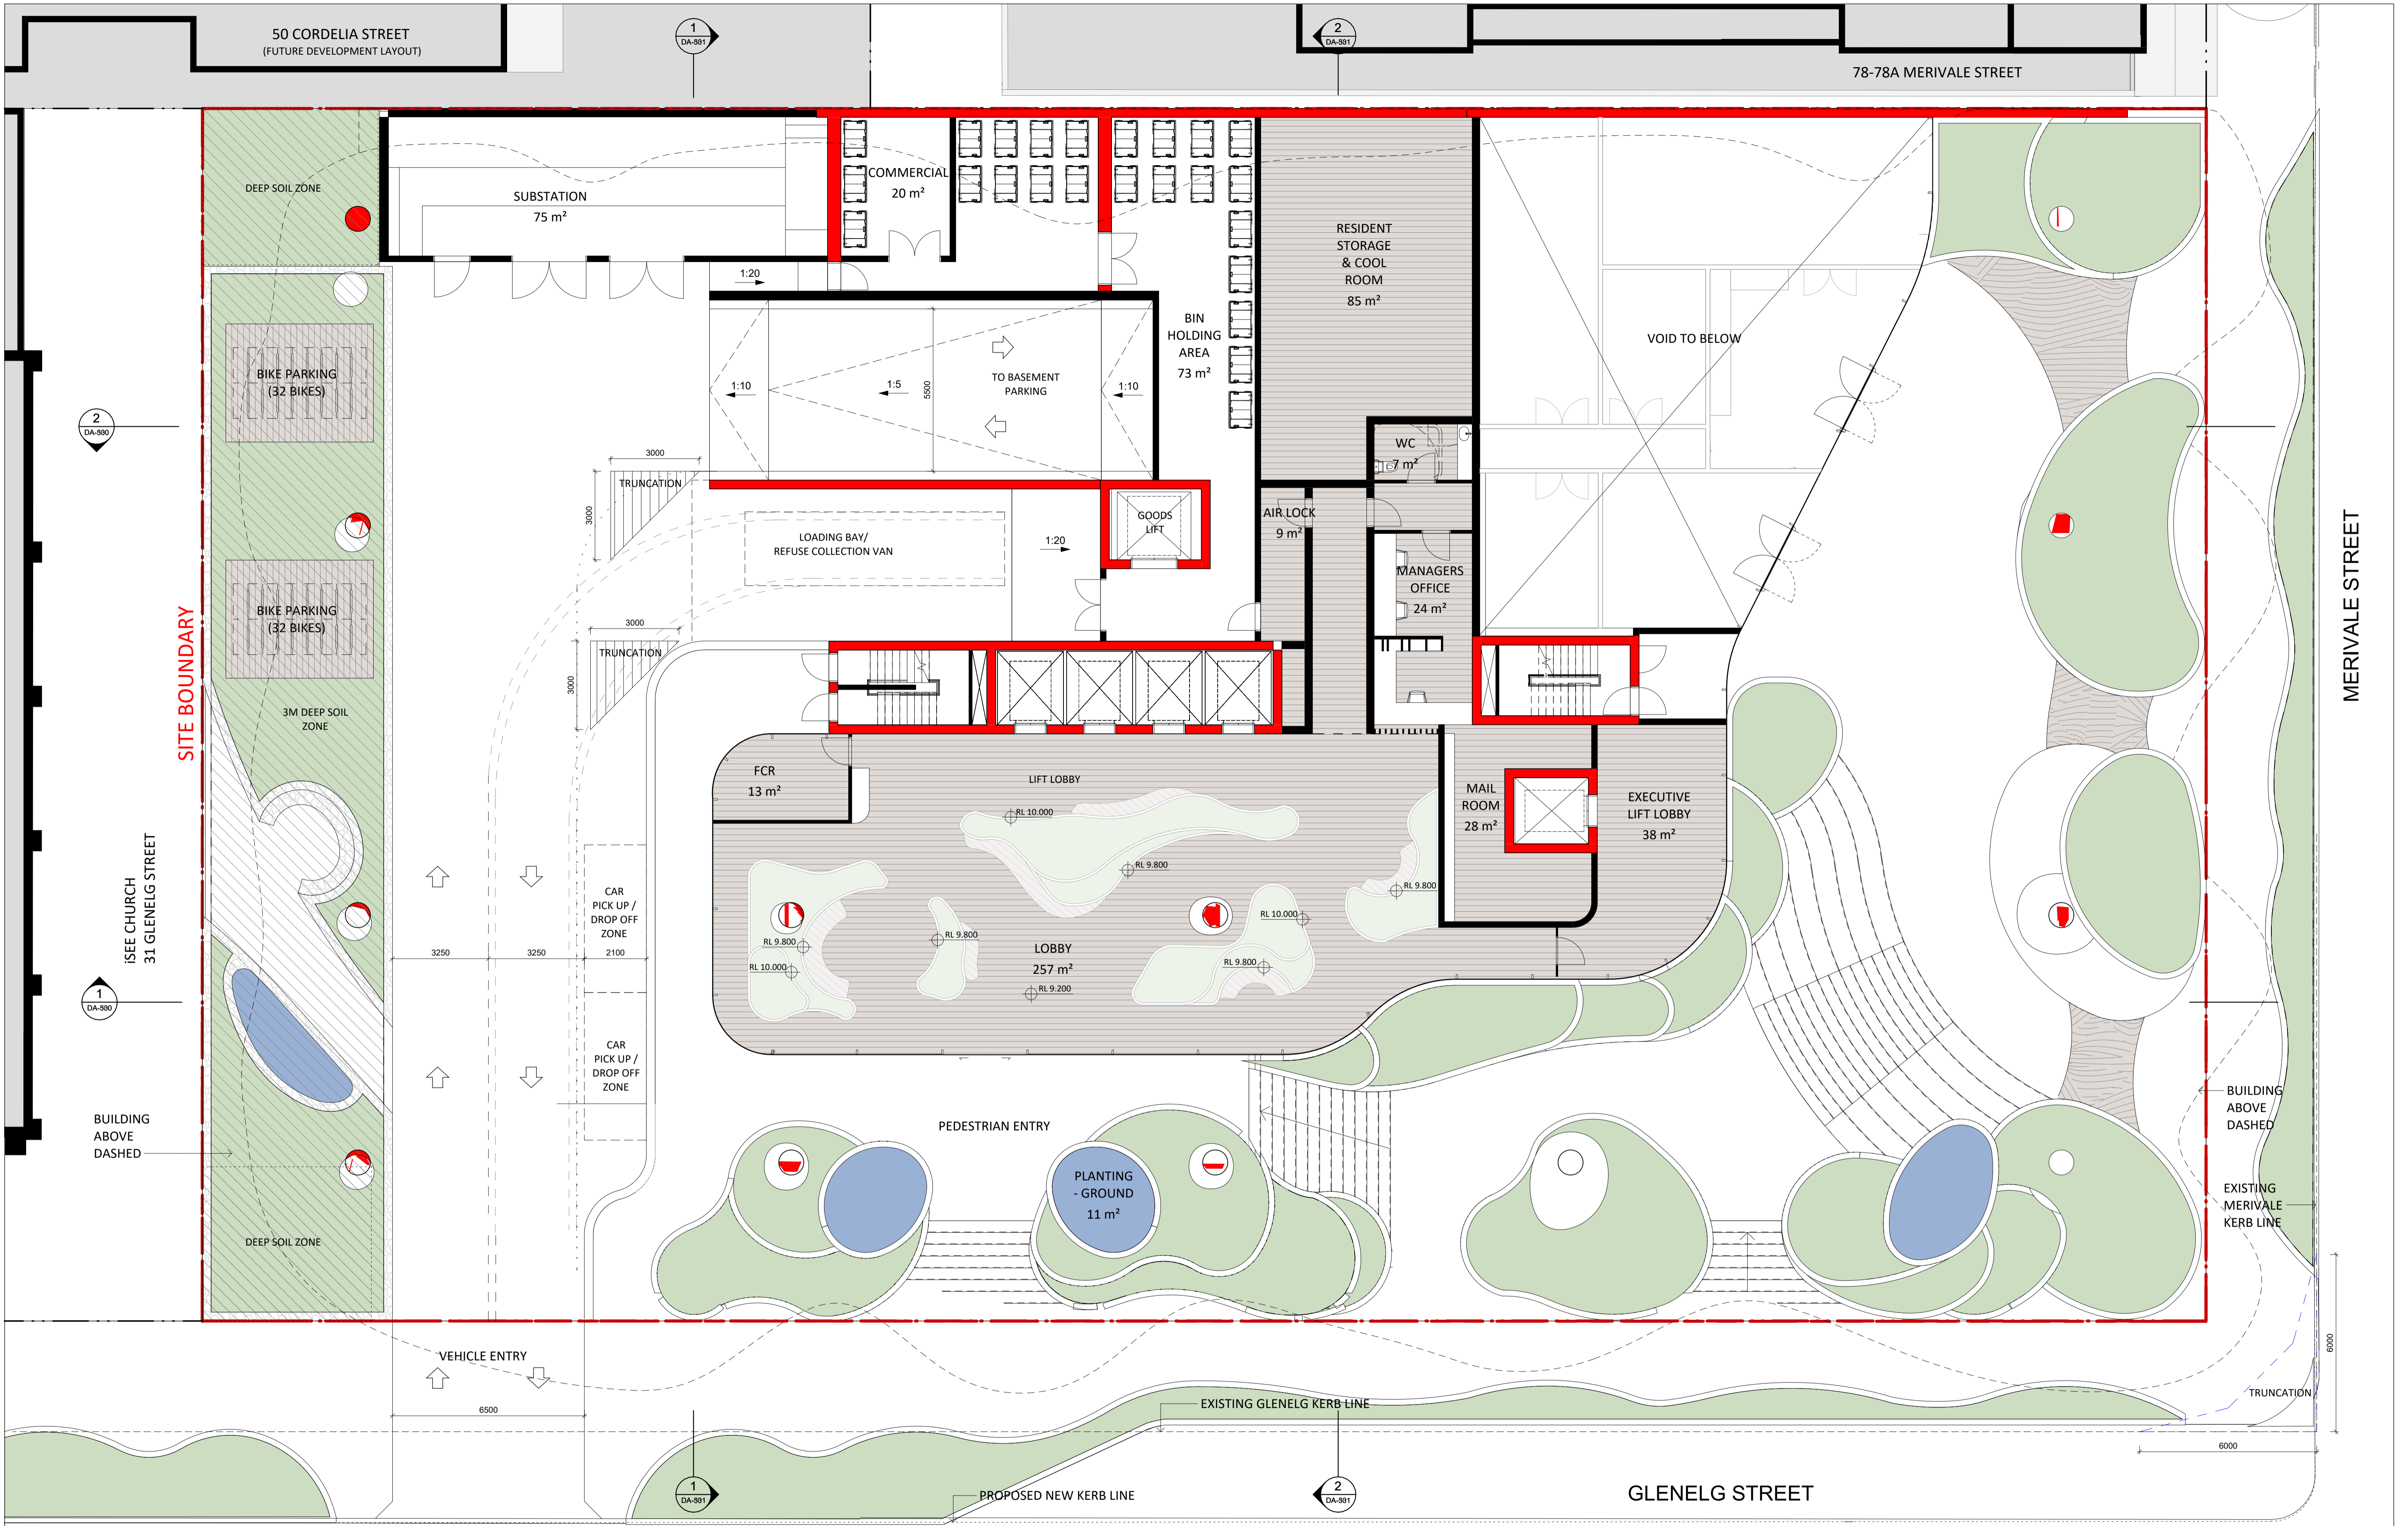 50 CORDELIA STREET
(FUTURE DEVELOPMENT LAYOUT)
1
DA-591
2
DA-591
78-78A MERIVALE STREET
DEEP SOIL ZONE
SUBSTATION
75 m²
COMMERCIAL
20 m²
1:20
RESIDENT
STORAGE
& COOL
ROOM
85 m²
BIN
HOLDING
AREA
73 m²
VOID TO BELOW
BIKE PARKING
(32 BIKES)
1:10
1:5
5500
TO BASEMENT
PARKING
1:10
2
3000
TRUNCATION
3000
WC
7 m²
GOODS
LIFT
AIR LOCK
9 m²
LOADING BAY/
REFUSE COLLECTION VAN
1:20
MANAGERS
OFFICE
24 m²
BIKE PARKING
(32 BIKES)
3000
TRUNCATION
3000
SITE BOUNDARY
MERIVALE STREET
3M DEEP SOIL
ZONE
FCR
13 m²
LIFT LOBBY
MAIL
ROOM
28 m²
EXECUTIVE
LIFT LOBBY
38 m²
RL 10.000
RL 9.800
RL 9.800
RL 10.000
RL 9.800
RL 9.800
RL 10.000
RL 9.800
RL 9.200
LOBBY
257 m²
iSEE CHURCH
31 GLENELG STREET
CAR
PICK UP /
DROP OFF
ZONE
3250
3250
2100
1
CAR
PICK UP /
DROP OFF
ZONE
BUILDING
ABOVE
DASHED
PEDESTRIAN ENTRY
BUILDING
ABOVE
DASHED
PLANTING
- GROUND
11 m²
EXISTING
MERIVALE
KERB LINE
DEEP SOIL ZONE
6000
VEHICLE ENTRY
TRUNCATION
6500
EXISTING GLENELG KERB LINE
6000
1
DA-591
PROPOSED NEW KERB LINE
2
DA-591
GLENELG STREET